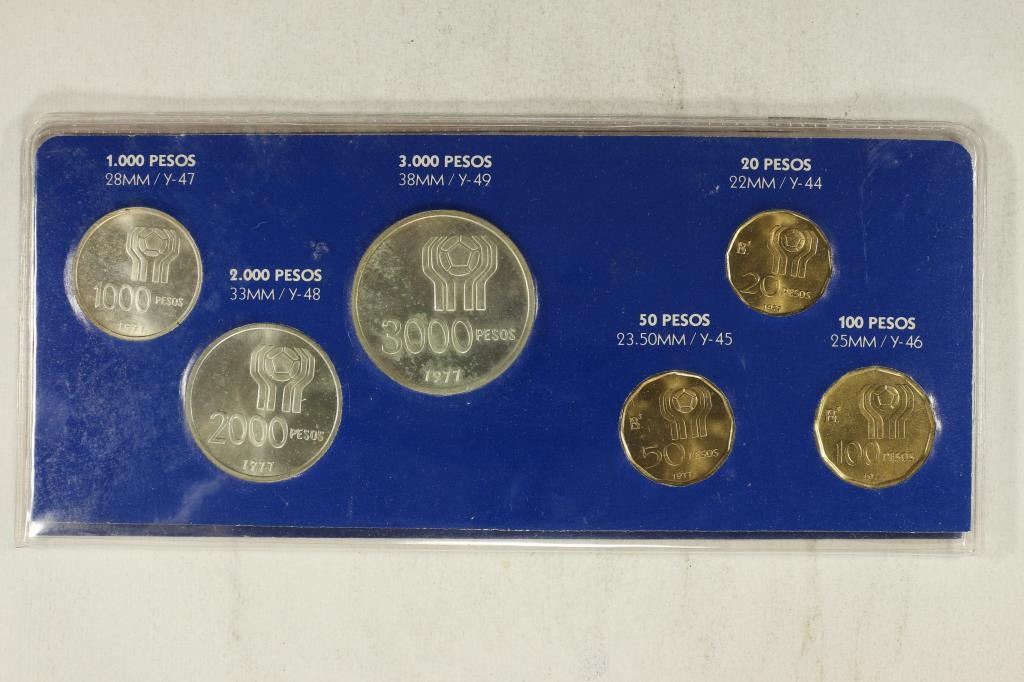 1.000 PESOS
28MM / Y-47
1000 PESOS
1977
2.000 PESOS
33MM / Y-48
2000 PESOS
1977
3.000 PESOS
38MM / Y-49
3000 PESOS
1977
20 PESOS
22MM / Y-44
20 PESOS
1977
50 PESOS
23.50MM / Y-45
50 PESOS
1977
100 PESOS
25MM / Y-46
100 PESOS
1977